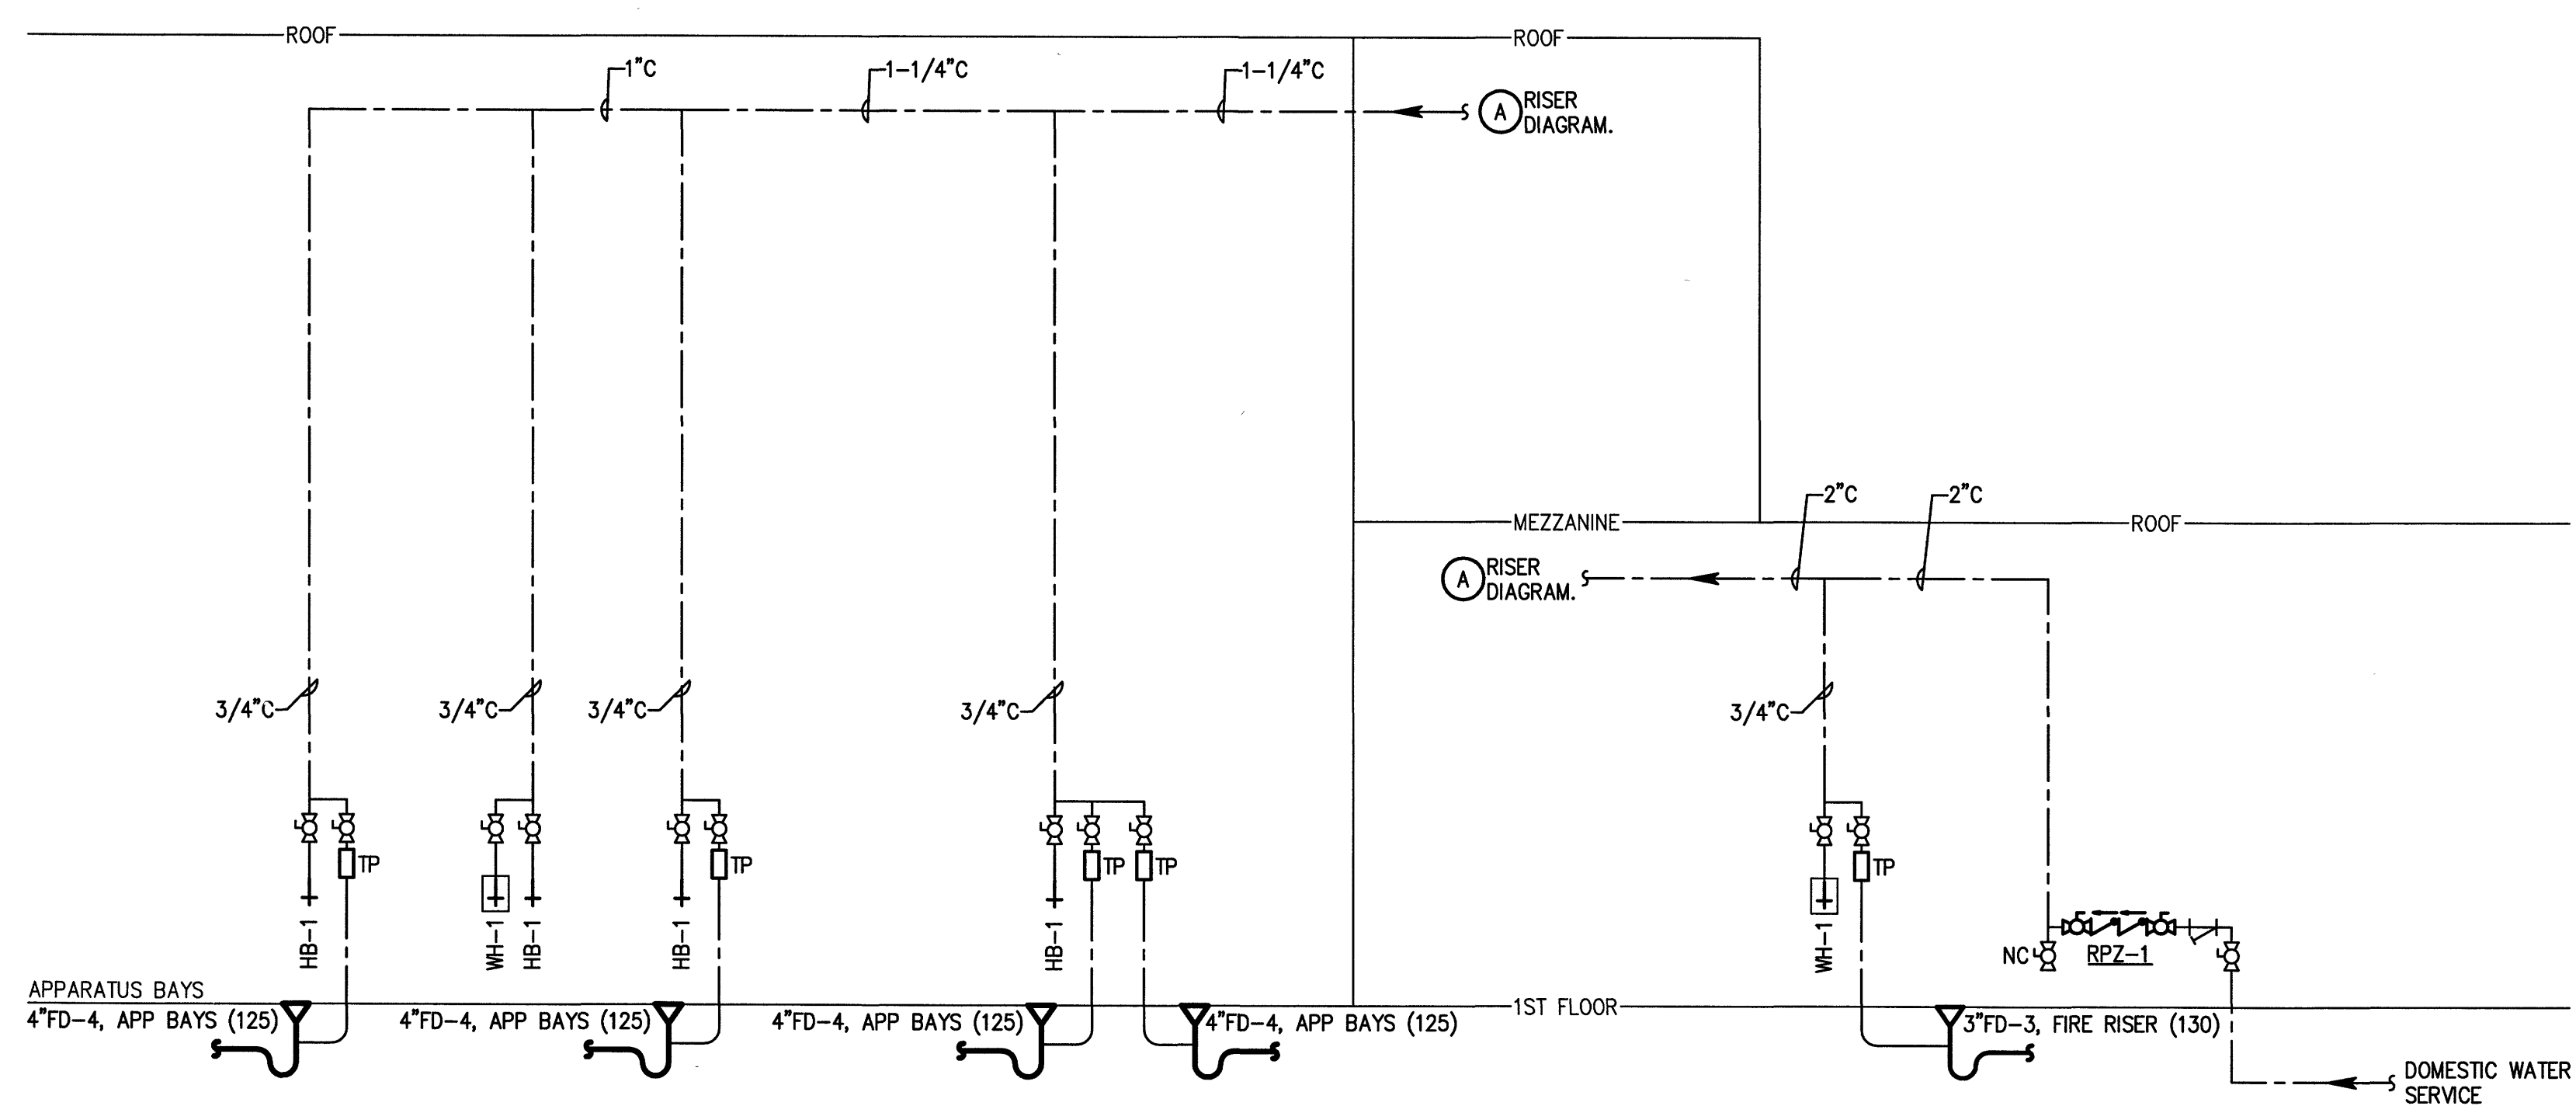 ROOF
ROOF
1"C
1-1/4"C
1-1/4"C
A
RISER
DIAGRAM.
2"C
2"C
MEZZANINE
ROOF
A
RISER
DIAGRAM.
3/4"C
3/4"C
3/4"C
3/4"C
3/4"C
TP
TP
TP
TP
TP
HB-1
WH-1
HB-1
HB-1
HB-1
WH-1
NC
RPZ-1
APPARATUS BAYS
1ST FLOOR
4"FD-4, APP BAYS (125)
4"FD-4, APP BAYS (125)
4"FD-4, APP BAYS (125)
4"FD-4, APP BAYS (125)
3"FD-3, FIRE RISER (130)
DOMESTIC WATER
SERVICE